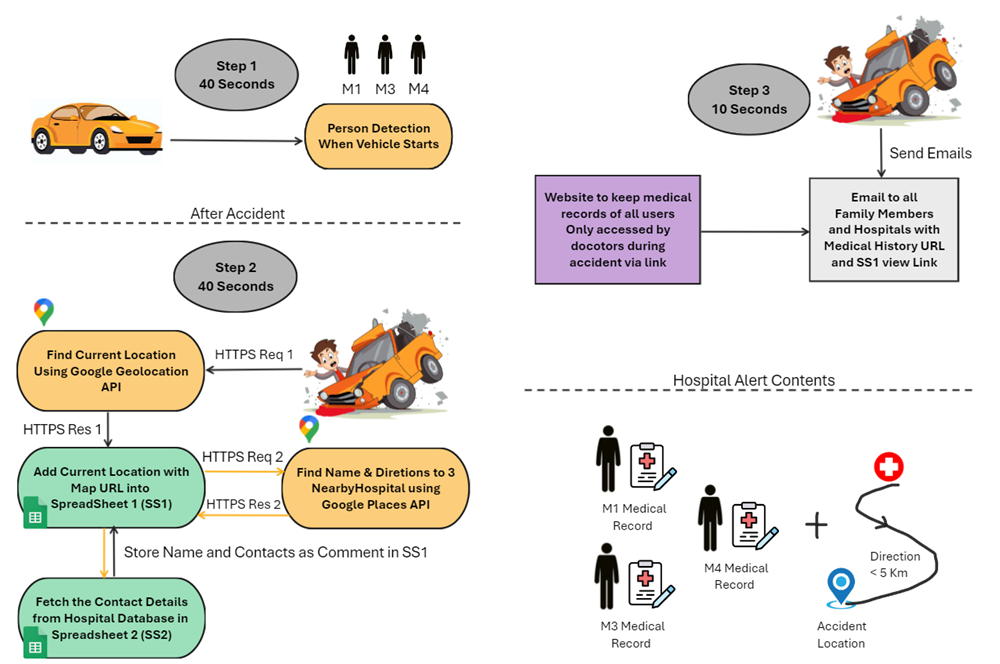 Step 1
40 Seconds
M1
M3
M4
Person Detection
When Vehicle Starts
After Accident
Step 2
40 Seconds
Find Current Location
Using Google Geolocation
API
HTTPS Req 1
HTTPS Res 1
Add Current Location with
Map URL into
SpreadSheet 1 (SS1)
HTTPS Req 2
HTTPS Res 2
Find Name & Diretions to 3
NearbyHospital using
Google Places API
Store Name and Contacts as Comment in SS1
Fetch the Contact Details
from Hospital Database in
Spreadsheet 2 (SS2)
Step 3
10 Seconds
Send Emails
Website to keep medical
records of all users
Only accessed by
docotors during
accident via link
Email to all
Family Members
and Hospitals with
Medical History URL
and SS1 view Link
Hospital Alert Contents
M1 Medical
Record
M4 Medical
Record
M3 Medical
Record
+
Direction
< 5 Km
Accident
Location